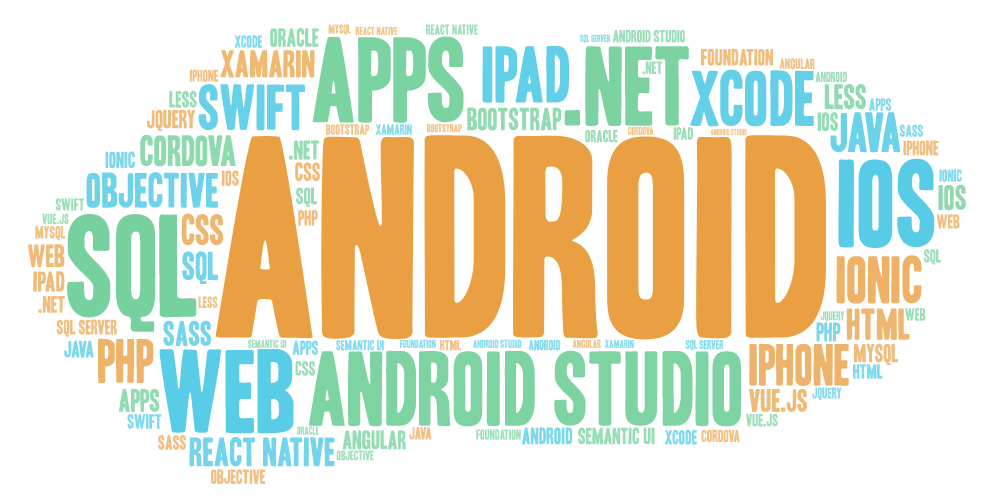 MYSQL
REACT NATIVE
REACT NATIVE
XCODE
ORACLE
SQL SERVER
ANDROID STUDIO
IPHONE
XAMARIN
APPS
IPAD
.NET
.NET
FOUNDATION
ANGULAR
XCODE
ANDROID
LESS
SWIFT
LESS
APPS
JQUERY
BOOTSTRAP
IOS
JAVA
SASS
BOOTSTRAP
XAMARIN
BOOTSTRAP
ORACLE
CORDOVA
IPAD
ANDROID STUDIO
IPHONE
IONIC
CORDOVA
.NET
ANDROID
IOS
IONIC
OBJECTIVE
IOS
CSS
SQL
IOS
SWIFT
VUE.JS
PHP
WEB
MYSQL
SQL
CSS
WEB
SQL
SQL
IPAD
IONIC
.NET
LESS
SQL SERVER
SASS
JQUERY
WEB
PHP
HTML
JAVA
PHP
SEMANTIC UI
APPS
SEMANTIC UI
FOUNDATION
HTML
ANDROID STUDIO
ANDROID
ANGULAR
XAMARIN
SQL SERVER
IPHONE
MYSQL
HTML
WEB
CSS
ANDROID STUDIO
APPS
VUE.JS
JQUERY
SWIFT
VUE.JS
SASS
REACT NATIVE
ORACLE
ANGULAR
JAVA
FOUNDATION
ANDROID
SEMANTIC UI
XCODE
CORDOVA
OBJECTIVE
OBJECTIVE